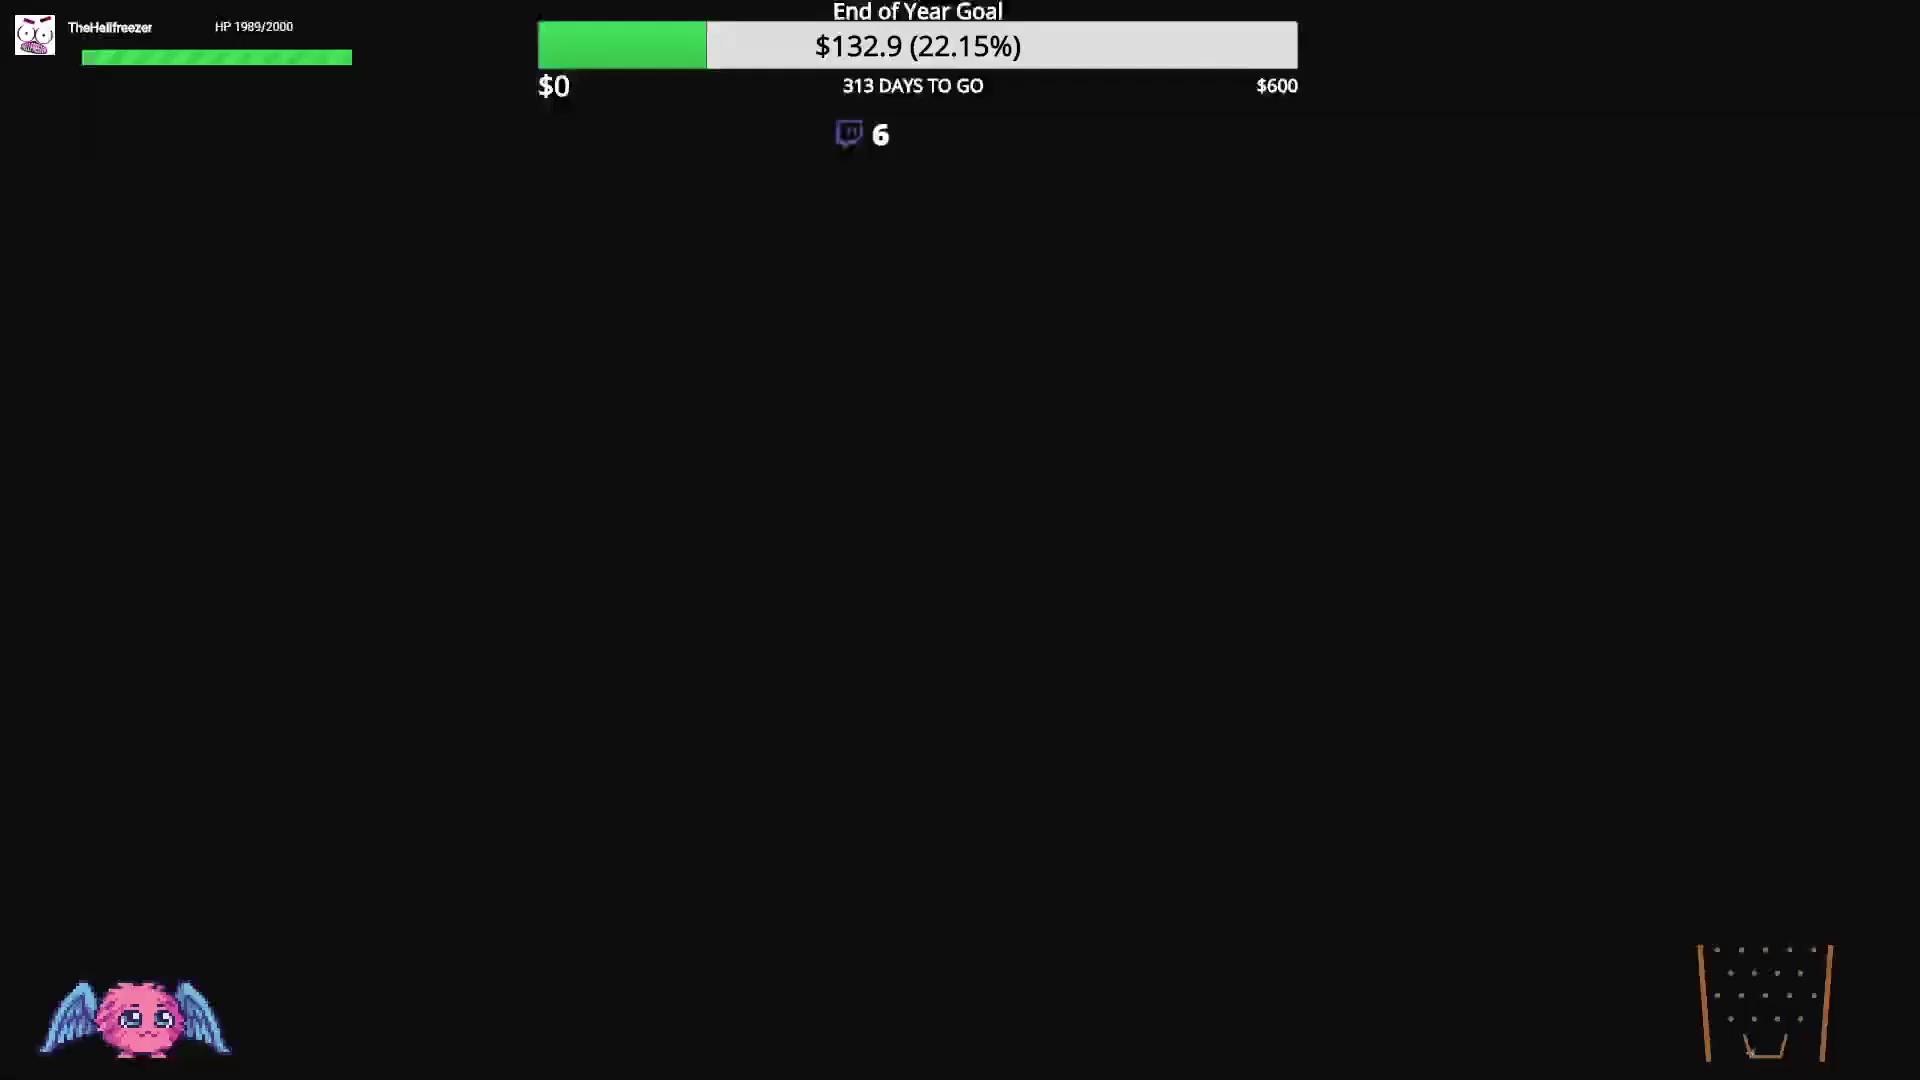 End of Year Goal
TheHellfreezer HP 1989/2000
$132.9 (22.15%)
$0 313 DAYS TO GO $600
6